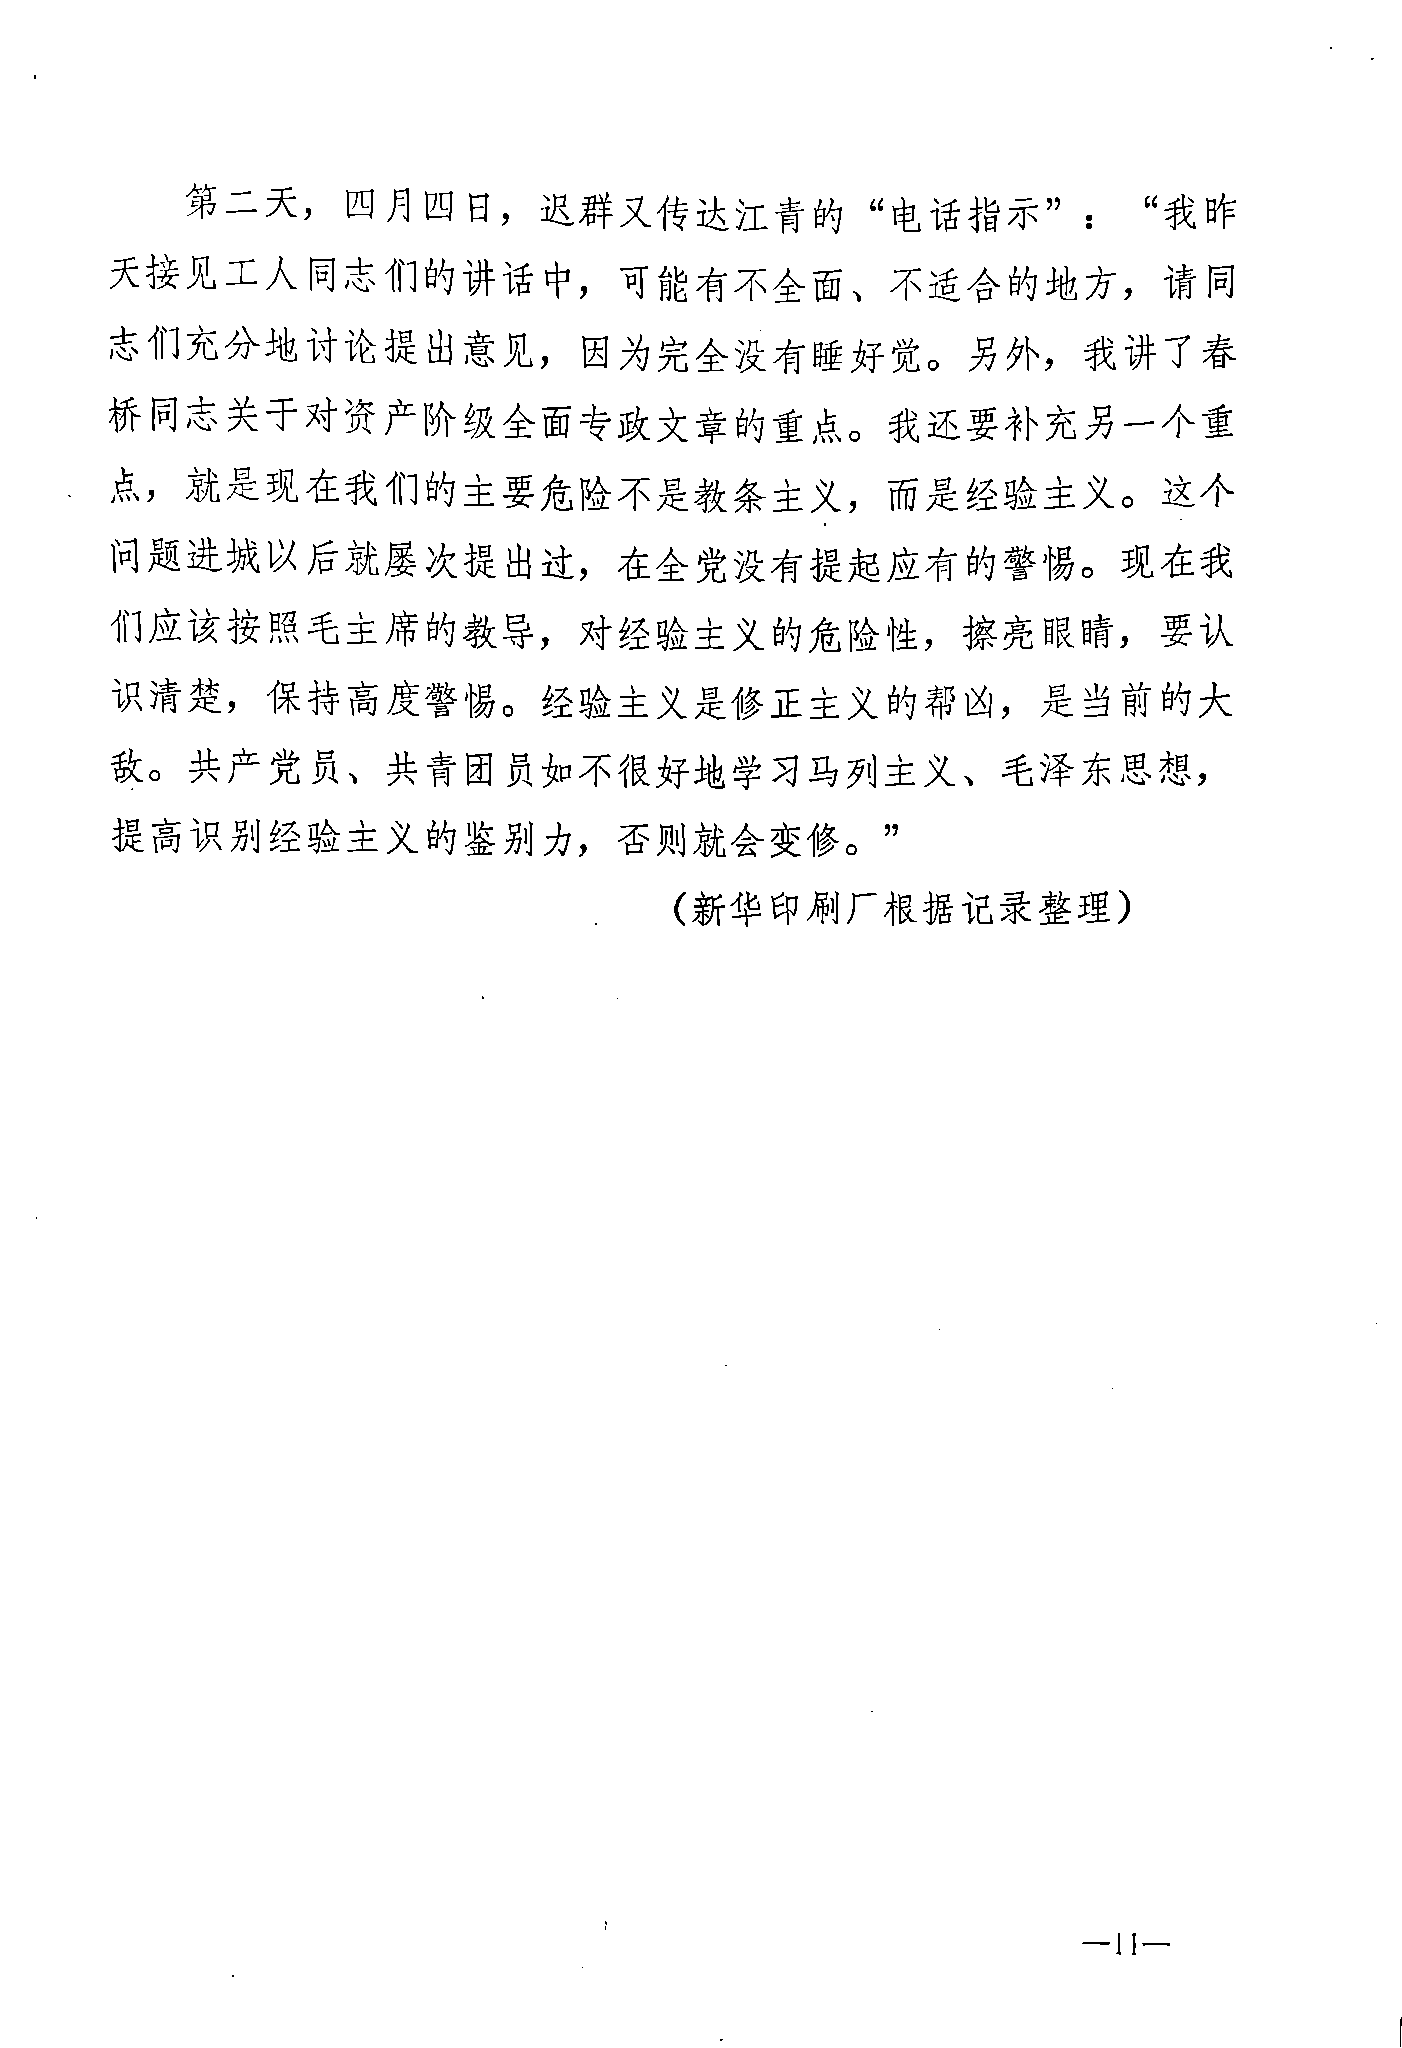 第二天，四月四日，迟群又传达江青的“电话指示”：“我昨
天接见工人同志们的讲话中，可能有不全面、不适合的地方，请同
志们充分地讨论提出意见，因为完全没有睡好觉。另外，我讲了春
桥同志关于对资产阶级全面专政文章的重点。我还要补充另一个重
点，就是现在我们的主要危险不是教条主义，而是经验主义。这个
问题进城以后就屡次提出过，在全党没有提起应有的警惕。现在我
们应该按照毛主席的教导，对经验主义的危险性，擦亮眼睛，要认
识清楚，保持高度警惕。经验主义是修正主义的帮凶，是当前的大
敌。共产党员、共青团员如不很好地学习马列主义、毛泽东思想，
提高识别经验主义的鉴别力，否则就会变修。”
（新华印刷厂根据记录整理）
—11—